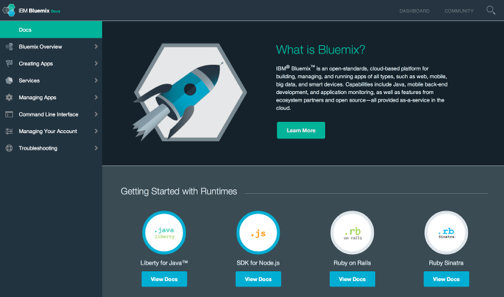 IBM Bluemix Docs
DASHBOARD
COMMUNITY
Docs
Bluemix Overview
Creating Apps
Services
Managing Apps
Command Line Interface
Managing Your Account
Troubleshooting
What is Bluemix?
IBM® Bluemix™ is an open-standards, cloud-based platform for
building, managing, and running apps of all types, such as web, mobile,
big data, and smart devices. Capabilities include Java, mobile back-end
development, and application monitoring, as well as features from
ecosystem partners and open source—all provided as-a-service in the
cloud.
Learn More
Getting Started with Runtimes
.java
liberty
.js
.rb
on rails
.rb
Sinatra
Liberty for Java™
SDK for Node.js
Ruby on Rails
Ruby Sinatra
View Docs
View Docs
View Docs
View Docs